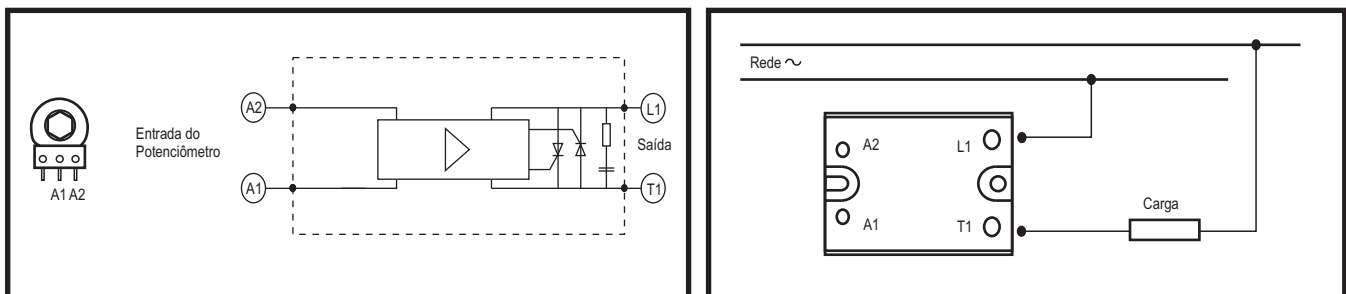 A1 A2
Entrada do
Potenciômetro
A2
A1
L1
Saída
T1
Rede ∼
A2
L1
A1
T1
Carga